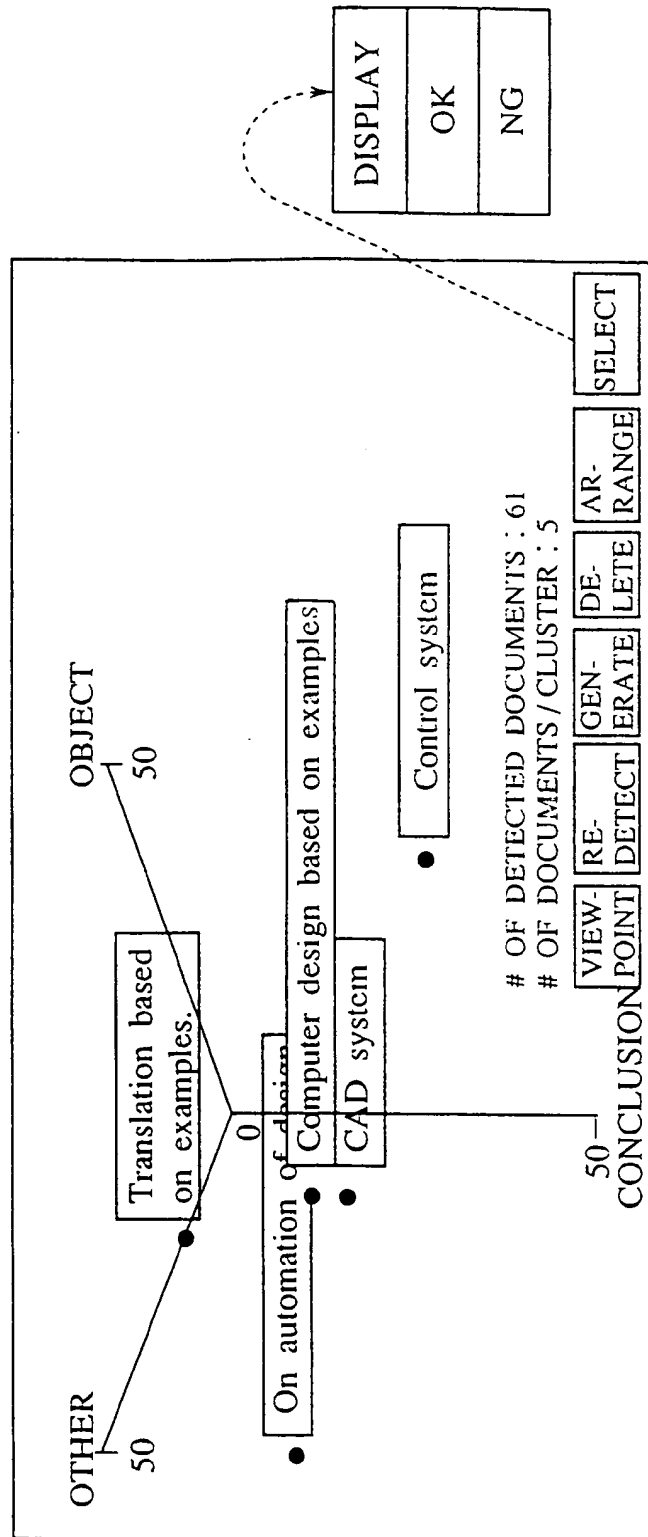 OTHER
50
OBJECT
50
Translation based
on examples.
0
On automation of design
Computer design based on examples
CAD system
Control system
# OF DETECTED DOCUMENTS : 61
# OF DOCUMENTS / CLUSTER : 5
50
CONCLUSION
VIEW-
POINT
RE-
DETECT
GEN-
ERATE
DE-
LETE
AR-
RANGE
SELECT
DISPLAY
OK
NG